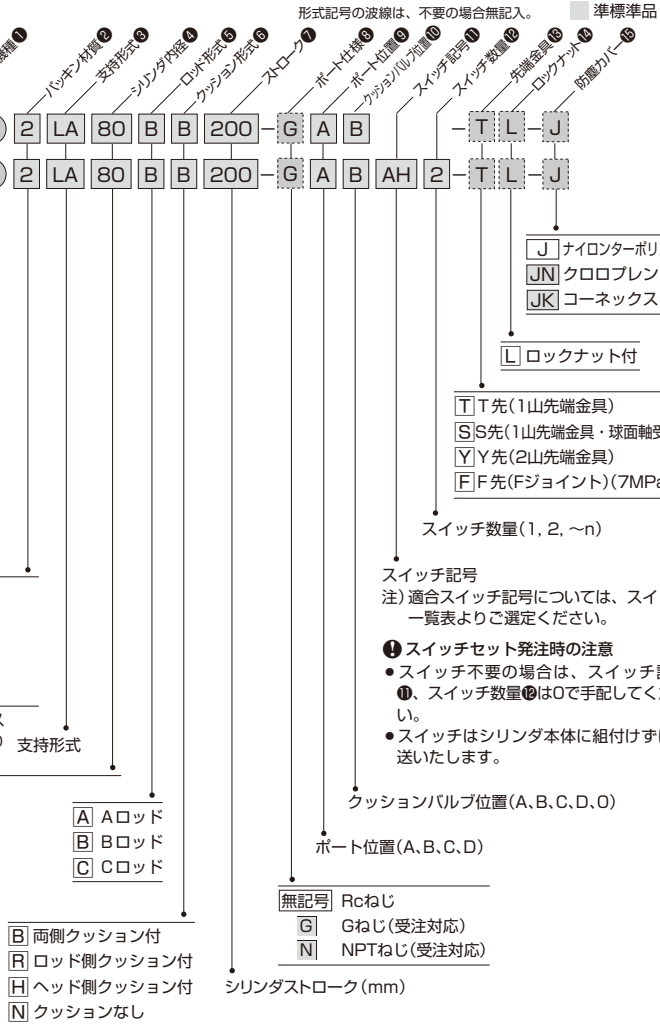 形式記号の波線は、不要の場合無記入。 準標準品
機種❶
パッキン材質❷
支持形式❸
シリンダ内径❹
ロッド形式❺
クッション形式❻
ストローク❼
ポート仕様❽
ポート位置❾
クッションバルブ位置❿
スイッチ記号⓫
スイッチ数量⓬
先端金具⓭
ロックナット⓮
防塵カバー⓯
2 LA 80 B B 200 - G A B - T L - J
2 LA 80 B B 200 - G A B AH 2 - T L - J
J ナイロンターポリ
JN クロロプレン
JK コーネックス
L ロックナット付
T T先(1山先端金具)
S S先(1山先端金具・球面軸受
Y Y先(2山先端金具)
F F先(Fジョイント)(7MPa
スイッチ数量(1, 2, ～n)
スイッチ記号
注)適合スイッチ記号については、スイ
一覧表よりご選定ください。
スイッチセット発注時の注意
●スイッチ不要の場合は、スイッチ記
⓫、スイッチ数量⓬は0で手配してくだ
い。
●スイッチはシリンダ本体に組付けず
送いたします。
ス
) 支持形式
クッションバルブ位置(A、B、C、D、0)
A Aロッド
B Bロッド
C Cロッド
ポート位置(A、B、C、D)
無記号 Rcねじ
G Gねじ(受注対応)
N NPTねじ(受注対応)
B 両側クッション付
R ロッド側クッション付
H ヘッド側クッション付
N クッションなし
シリンダストローク(mm)